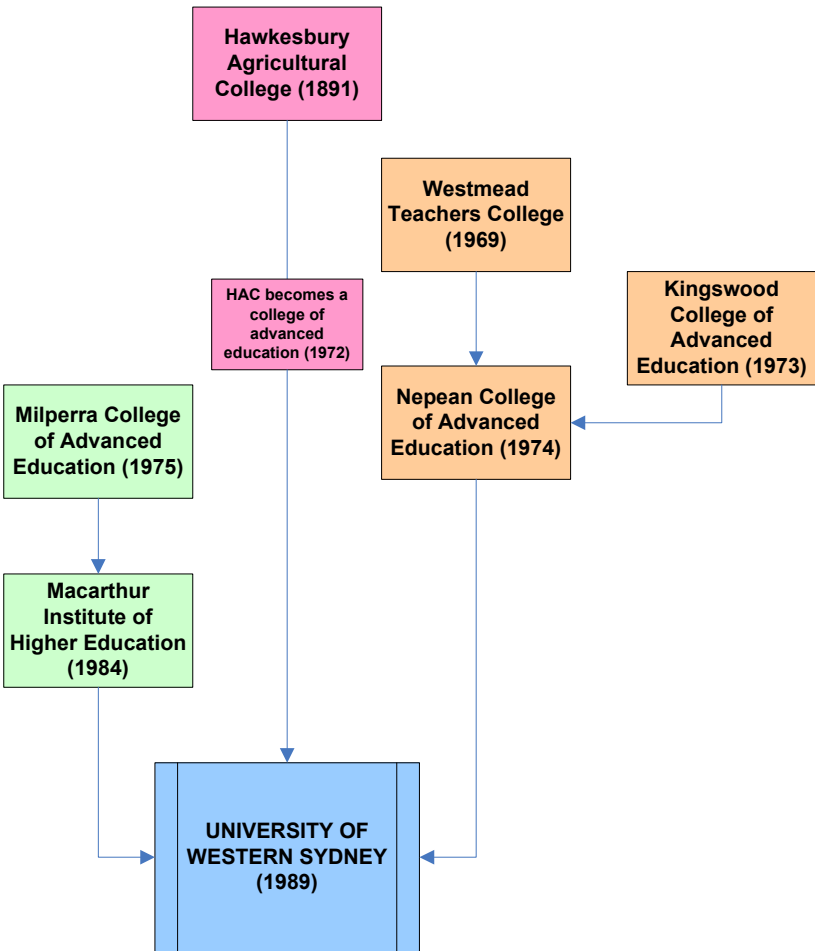 Hawkesbury
Agricultural
College (1891)
Westmead
Teachers College
(1969)
HAC becomes a
college of
advanced
education (1972)
Kingswood
College of
Advanced
Education (1973)
Nepean College
of Advanced
Education (1974)
Milperra College
of Advanced
Education (1975)
Macarthur
Institute of
Higher Education
(1984)
UNIVERSITY OF
WESTERN SYDNEY
(1989)